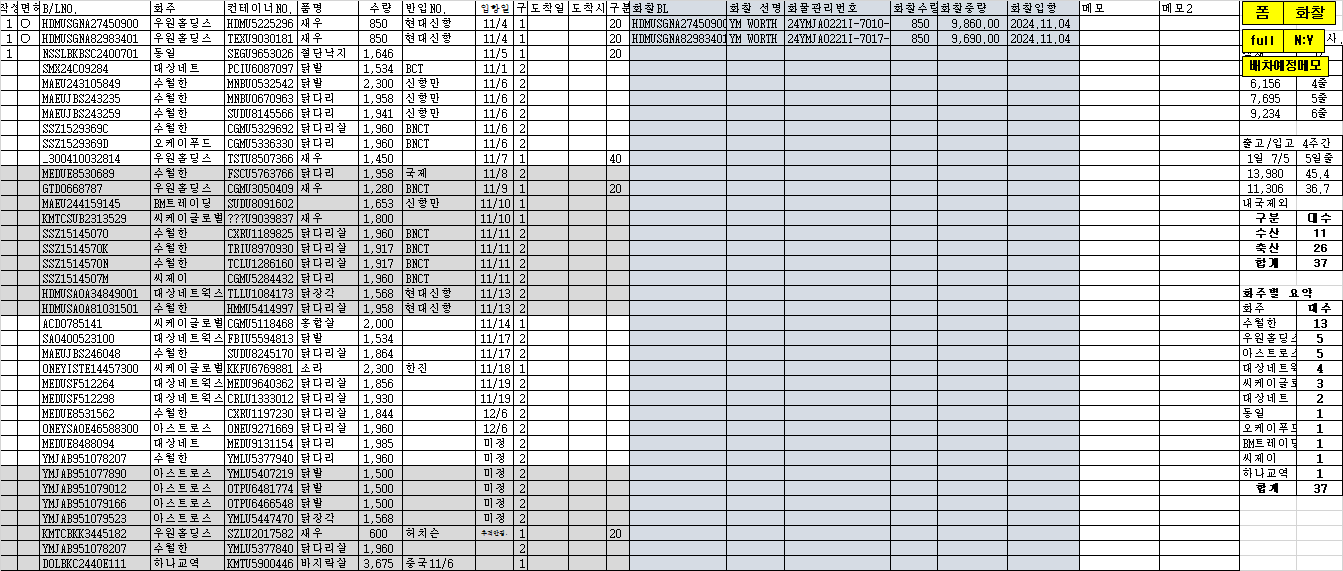 작성 면허 B/LNO. 화주 컨테이너NO. 품명 수량 반입NO. 입항일 구 도착일 도착시 구분 화찰BL 화찰 선명 화물관리번호 화찰수량 화찰중량 화찰입항 메모 메모2 폼 화찰
1 O HDMUSGNA27450900 우원홀딩스 HDMU5225296 새우 850 현대신항 11/4 1 20 HDMUSGNA27450900 YM WORTH 24YMJA0221I-7010- 850 9,860.00 2024.11.04
1 O HDMUSGNA82983401 우원홀딩스 TEXU9030181 새우 850 현대신항 11/4 1 20 HDMUSGNA82983401 YM WORTH 24YMJA0221I-7017- 850 9,690.00 2024.11.04 full N:Y
1 NSSLBKBSC2400701 동일 SEGU9653026 절단낙지 1,646 11/5 1 20
SMX24C09284 대상네트 PCIU6087097 닭발 1,534 BCT 11/1 2 배차예정메모
MAEU243105849 수월한 MNBU0532542 닭발 2,300 신항만 11/6 2 6,156 4줄
MAEUJBS243235 수월한 MNBU0670963 닭다리 1,958 신항만 11/6 2 7,695 5줄
MAEUJBS243259 수월한 SUDU8145566 닭다리 1,941 신항만 11/6 2 9,234 6줄
SSZ1529369C 수월한 CGMU5329692 닭다리살 1,960 BNCT 11/6 2
SSZ1529369D 오케이푸드 CGMU5336330 닭다리 1,960 BNCT 11/6 2 출고/입고 4주간
_300410032814 우원홀딩스 TSTU8507366 새우 1,450 11/7 1 40 1일 7/5 5일줄
MEDUE8530689 수월한 FSCU5763766 닭다리 1,958 국제 11/8 2 13,980 45.4
GTD0668787 우원홀딩스 CGMU3050409 새우 1,280 BNCT 11/9 1 20 11,306 36.7
MAEU244159145 BM트레이딩 SUDU8091602 1,653 신항만 11/10 2 내국제외
KMTCSUB2313529 씨케이글로벌 ???U9039837 새우 1,800 11/10 1 구분 대수
SSZ15145070 수월한 CXRU1189825 닭다리살 1,960 BNCT 11/11 2 수산 11
SSZ1514570K 수월한 TRIU8970930 닭다리살 1,917 BNCT 11/11 2 축산 26
SSZ1514570N 수월한 TCLU1286160 닭다리살 1,917 BNCT 11/11 2 합계 37
SSZ1514507M 씨제이 CGMU5284432 닭다리 1,960 BNCT 11/11 2
HDMUSAOA34849001 대상네트웍스 TLLU1084173 닭장각 1,568 현대신항 11/13 2 화주별 요약
HDMUSAOA81031501 수월한 HMMU5414997 닭다리살 1,958 현대신항 11/13 2 화주 대수
ACD0785141 씨케이글로벌 CGMU5118468 홍합살 2,000 11/14 1 수월한 13
SA0400523100 대상네트웍스 FBIU5594813 닭발 1,534 11/17 2 우원홀딩스 5
MAEUJBS246048 수월한 SUDU8245170 닭다리살 1,864 11/17 2 아스트로스 5
ONEYISTE14457300 씨케이글로벌 KKFU6769881 소라 2,300 한진 11/18 1 대상네트웍 4
MEDUSF512264 대상네트웍스 MEDU9640362 닭다리살 1,856 11/19 2 씨케이글로 3
MEDUSF512298 대상네트웍스 CRLU1333012 닭다리살 1,930 11/19 2 대상네트 2
MEDUE8531562 수월한 CXRU1197230 닭다리살 1,844 12/6 2 동일 1
ONEYSAOE46588300 아스트로스 ONEU9271669 닭다리살 1,960 12/6 2 오케이푸드 1
MEDUE8488094 대상네트 MEDU9131154 닭다리 1,985 미정 2 BM트레이딩 1
YMJAB951078207 수월한 YMLU5377940 닭다리 1,960 미정 2 씨제이 1
YMJAB951077890 아스트로스 YMLU5407219 닭발 1,500 미정 2 하나교역 1
YMJAB951079012 아스트로스 OTPU6481774 닭발 1,500 미정 2 합계 37
YMJAB951079166 아스트로스 OTPU6466548 닭발 1,500 미정 2
YMJAB951079523 아스트로스 YMLU5447470 닭장각 1,568 미정 2
KMTCBKK3445182 우원홀딩스 SZLU2017582 새우 600 허치슨 1 20
YMJAB951078207 수월한 YMLU5377840 닭다리살 1,960 2
DOLBKC2440E111 하나교역 KMTU5900446 바지락살 3,675 중국11/6 1